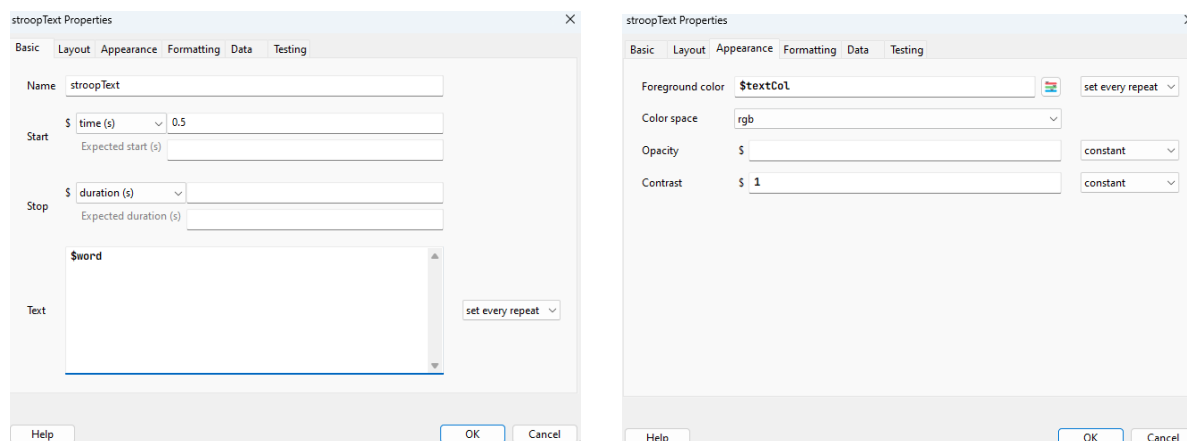 stroopText Properties
Basic Layout Appearance Formatting Data Testing
Name stroopText
Start $ time (s) 0.5
Expected start (s)
Stop $ duration (s)
Expected duration (s)
$word
Text set every repeat
Help OK Cancel
stroopText Properties
Basic Layout Appearance Formatting Data Testing
Foreground color $textCol set every repeat
Color space rgb
Opacity $ constant
Contrast $ 1 constant
Help OK Cancel